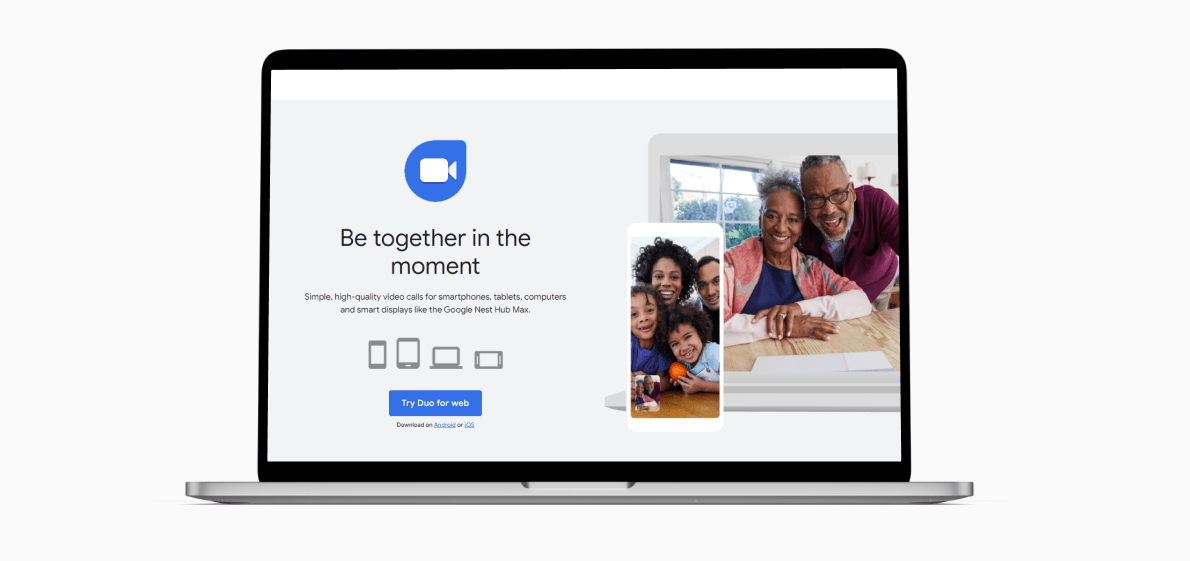 Be together in the
moment
Simple, high-quality video calls for smartphones, tablets, computers
and smart displays like the Google Nest Hub Max.
Try Duo for web
Download on Android or iOS